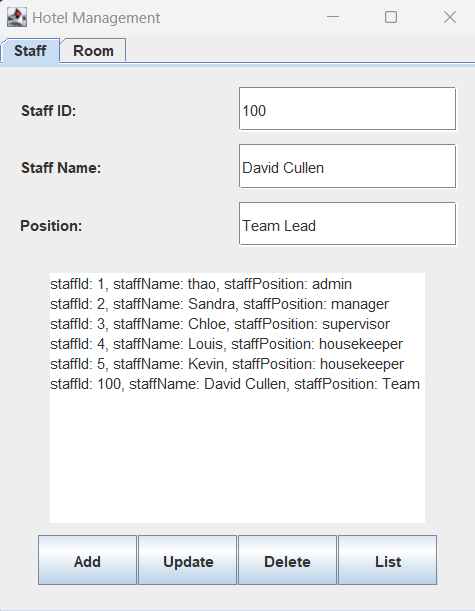 Hotel Management
Staff Room
Staff ID: 100
Staff Name: David Cullen
Position: Team Lead
staffId: 1, staffName: thao, staffPosition: admin
staffId: 2, staffName: Sandra, staffPosition: manager
staffId: 3, staffName: Chloe, staffPosition: supervisor
staffId: 4, staffName: Louis, staffPosition: housekeeper
staffId: 5, staffName: Kevin, staffPosition: housekeeper
staffId: 100, staffName: David Cullen, staffPosition: Team
Add Update Delete List